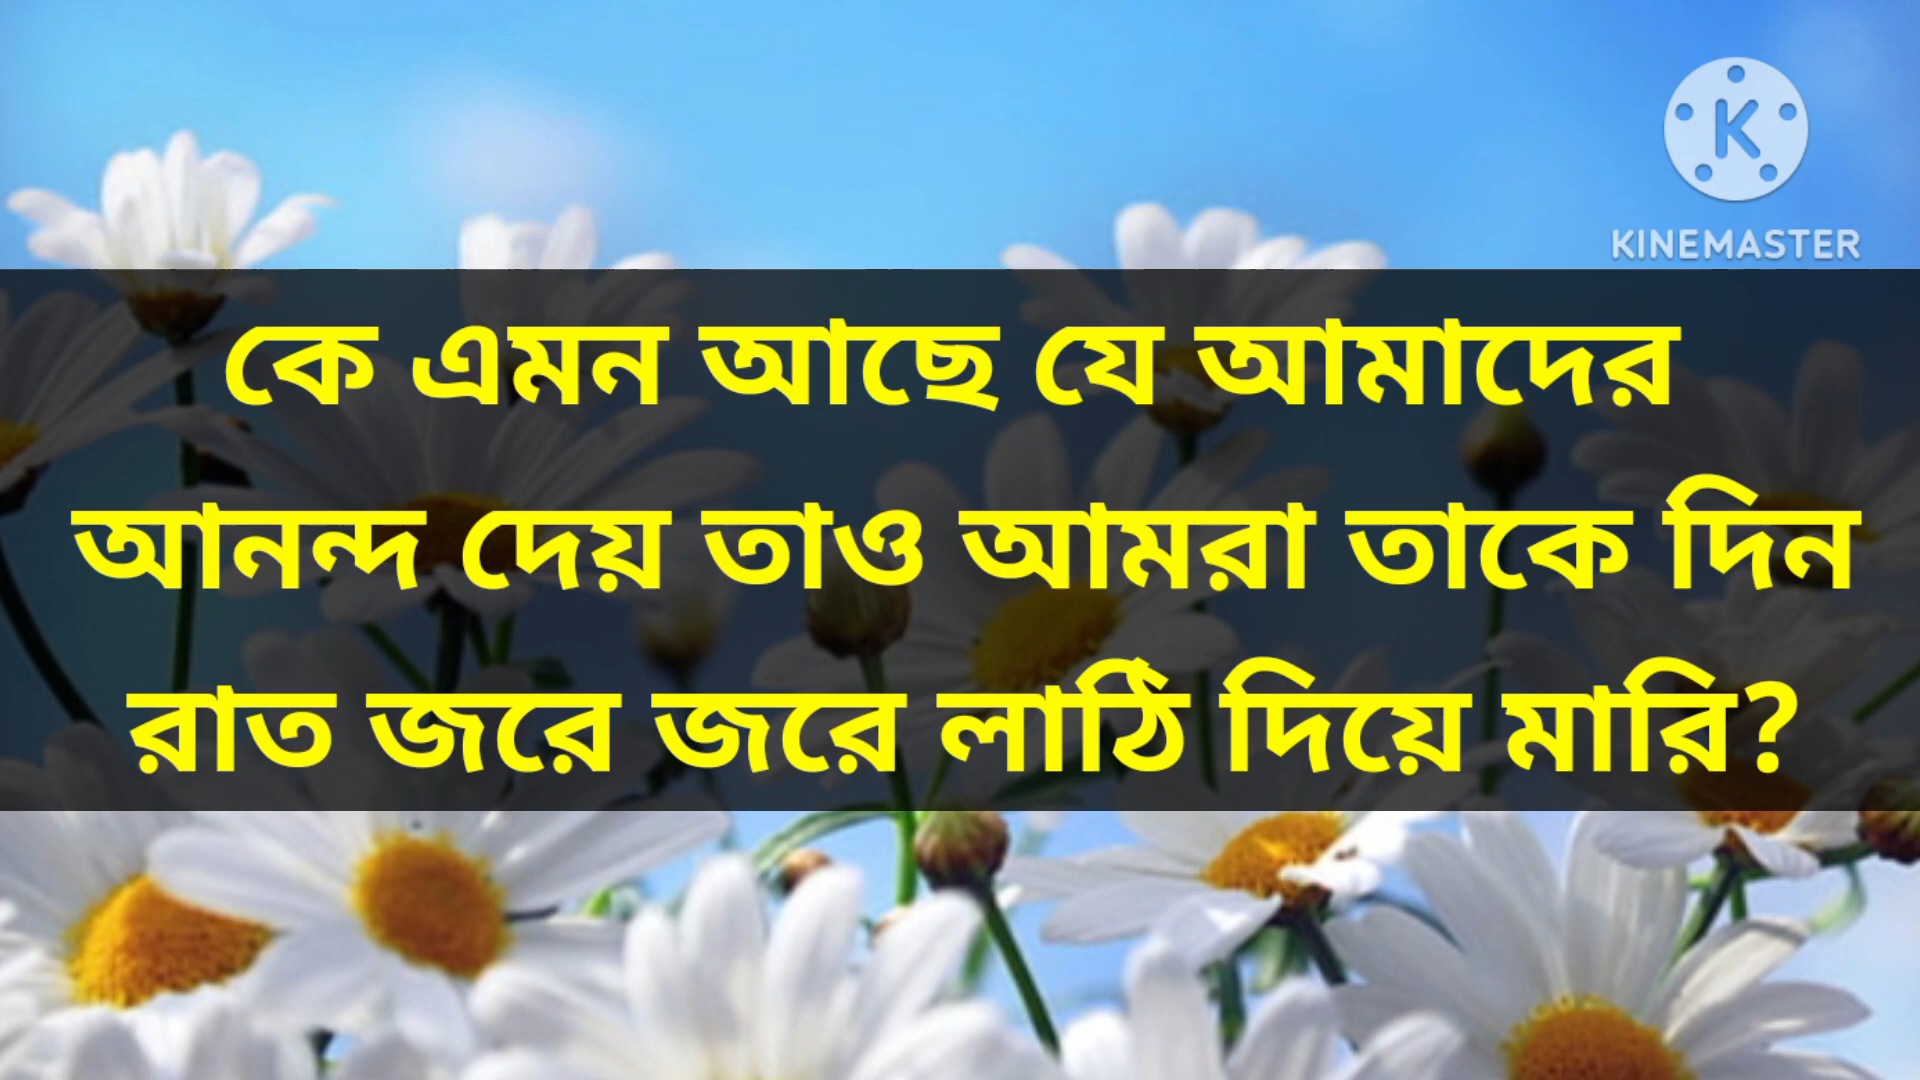 KINEMASTER
কে এমন আছে যে আমাদের
আনন্দ দেয় তাও আমরা তাকে দিন
রাত জরে জরে লাঠি দিয়ে মারি?